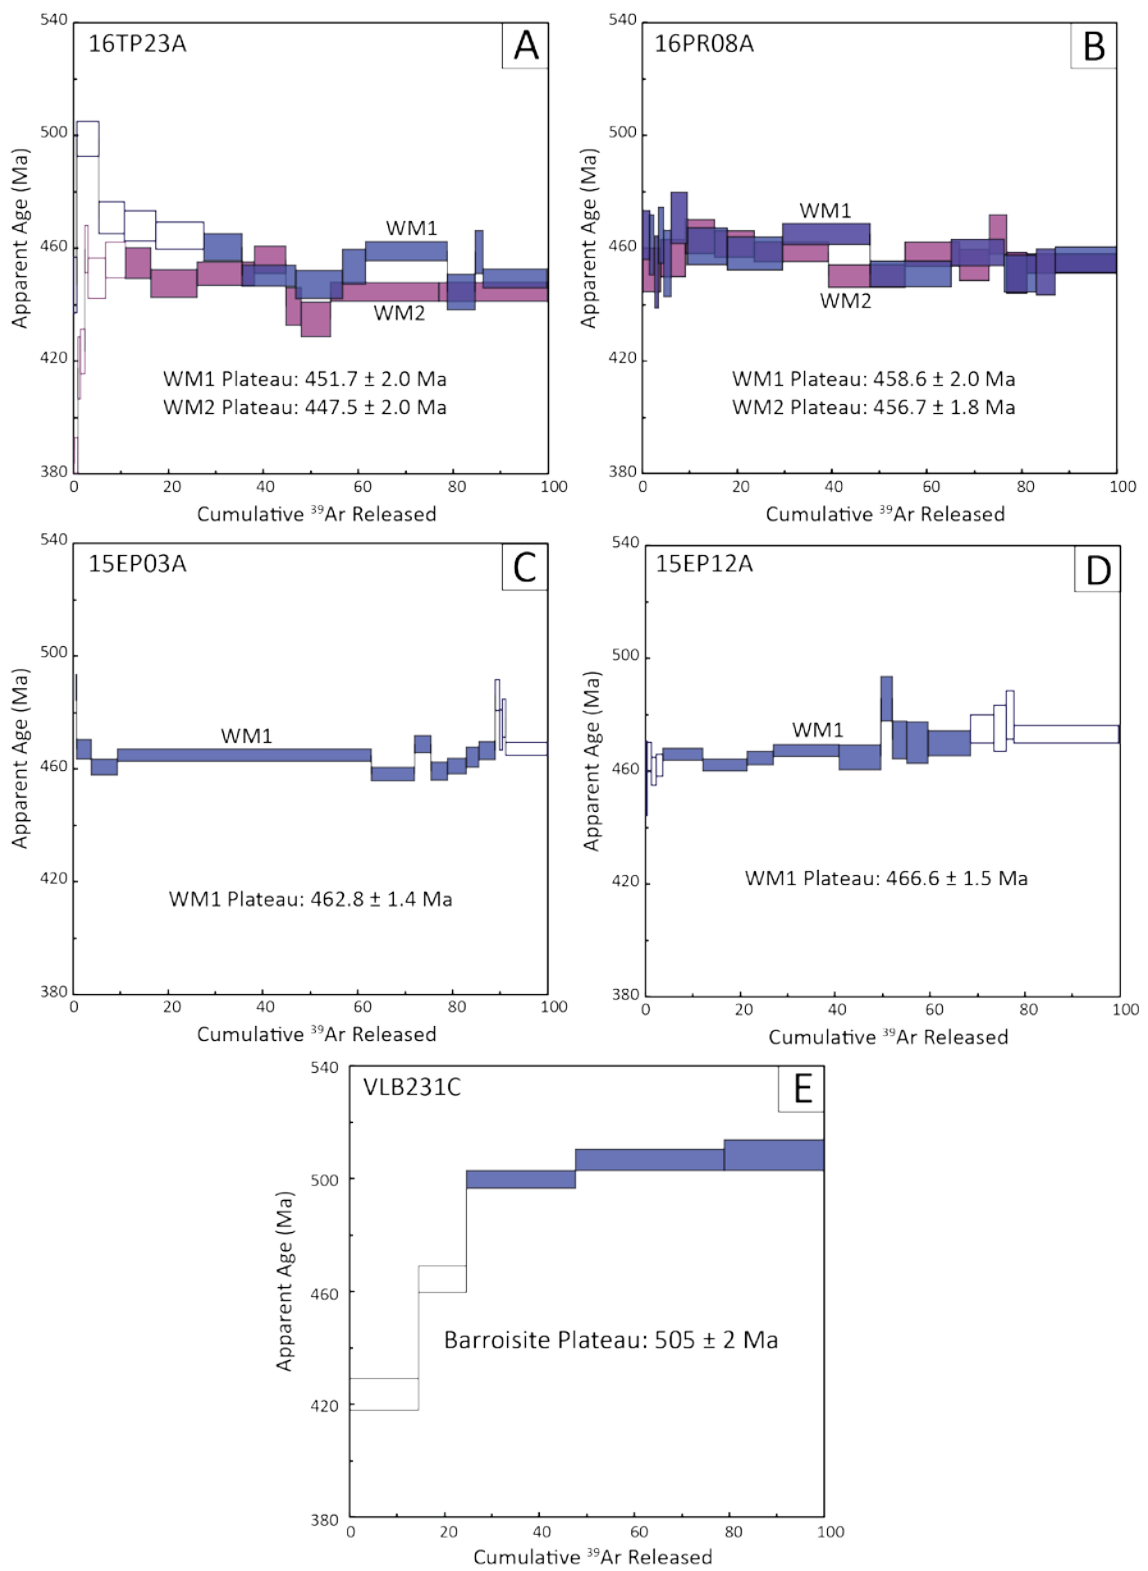 16TP23A
A
540
500
460
420
380
Apparent Age (Ma)
WM1
WM2
WM1 Plateau: 451.7 ± 2.0 Ma
WM2 Plateau: 447.5 ± 2.0 Ma
0 20 40 60 80 100
Cumulative ³⁹Ar Released
16PR08A
B
540
500
460
420
380
Apparent Age (Ma)
WM1
WM2
WM1 Plateau: 458.6 ± 2.0 Ma
WM2 Plateau: 456.7 ± 1.8 Ma
0 20 40 60 80 100
Cumulative ³⁹Ar Released
15EP03A
C
540
500
460
420
380
Apparent Age (Ma)
WM1
WM1 Plateau: 462.8 ± 1.4 Ma
0 20 40 60 80 100
Cumulative ³⁹Ar Released
15EP12A
D
540
500
460
420
380
Apparent Age (Ma)
WM1
WM1 Plateau: 466.6 ± 1.5 Ma
0 20 40 60 80 100
Cumulative ³⁹Ar Released
VLB231C
E
540
500
460
420
380
Apparent Age (Ma)
Barroisite Plateau: 505 ± 2 Ma
0 20 40 60 80 100
Cumulative ³⁹Ar Released